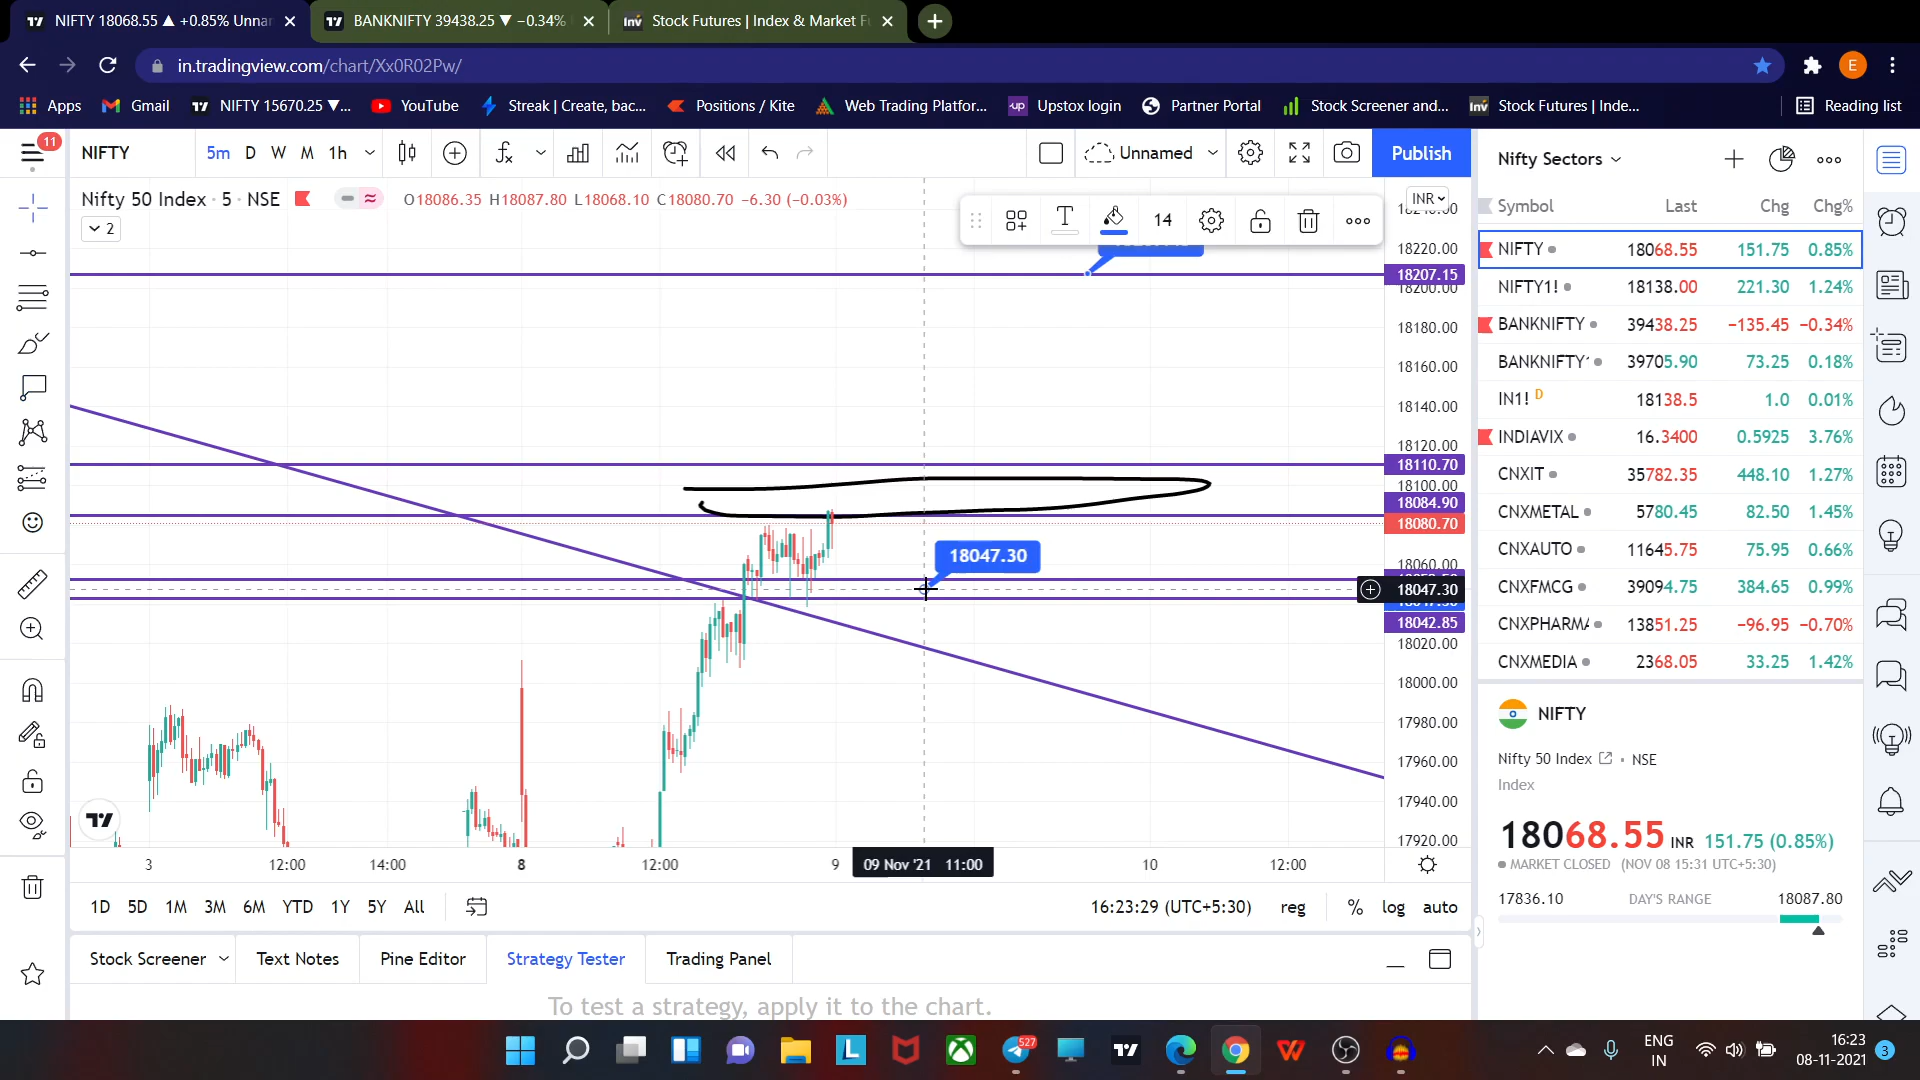 NIFTY 18068.55 ▲ +0.85% Unnar
BANKNIFTY 39438.25 ▼ −0.34%
Inv Stock Futures | Index & Market F
in.tradingview.com/chart/Xx0R02Pw/
E
Apps Gmail NIFTY 15670.25 ▼... YouTube Streak | Create, bac... Positions / Kite Web Trading Platfor... up Upstox login Partner Portal Stock Screener and... Inv Stock Futures | Inde... Reading list
11
NIFTY 5m D W M 1h Unnamed Publish
Nifty 50 Index · 5 · NSE O18086.35 H18087.80 L18068.10 C18080.70 −6.30 (−0.03%)
2
T 14
INR
18220.00
18207.15
18200.00
18180.00
18160.00
18140.00
18120.00
18110.70
18100.00
18084.90
18080.70
18060.00
18047.30
18047.30
18042.85
18020.00
18000.00
17980.00
17960.00
17940.00
17920.00
3 12:00 14:00 8 12:00 9 09 Nov '21 11:00 10 12:00
1D 5D 1M 3M 6M YTD 1Y 5Y All 16:23:29 (UTC+5:30) reg % log auto
Stock Screener Text Notes Pine Editor Strategy Tester Trading Panel
To test a strategy, apply it to the chart.
Nifty Sectors
Symbol Last Chg Chg%
NIFTY 18068.55 151.75 0.85%
NIFTY1! 18138.00 221.30 1.24%
BANKNIFTY 39438.25 −135.45 −0.34%
BANKNIFTY 39705.90 73.25 0.18%
IN1! D 18138.5 1.0 0.01%
INDIAVIX 16.3400 0.5925 3.76%
CNXIT 35782.35 448.10 1.27%
CNXMETAL 5780.45 82.50 1.45%
CNXAUTO 11645.75 75.95 0.66%
CNXFMCG 39094.75 384.65 0.99%
CNXPHARMA 13851.25 −96.95 −0.70%
CNXMEDIA 2368.05 33.25 1.42%
NIFTY
Nifty 50 Index · NSE
Index
18068.55 INR 151.75 (0.85%)
MARKET CLOSED (NOV 08 15:31 UTC+5:30)
17836.10 DAY'S RANGE 18087.80
527
ENG
IN
16:23
08-11-2021
3